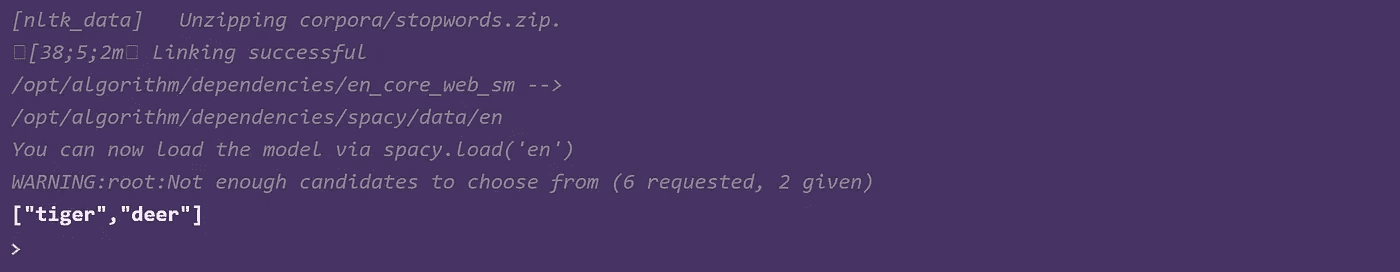 [nltk_data]   Unzipping corpora/stopwords.zip.
□[38;5;2m□ Linking successful
/opt/algorithm/dependencies/en_core_web_sm -->
/opt/algorithm/dependencies/spacy/data/en
You can now load the model via spacy.load('en')
WARNING:root:Not enough candidates to choose from (6 requested, 2 given)
["tiger","deer"]
>